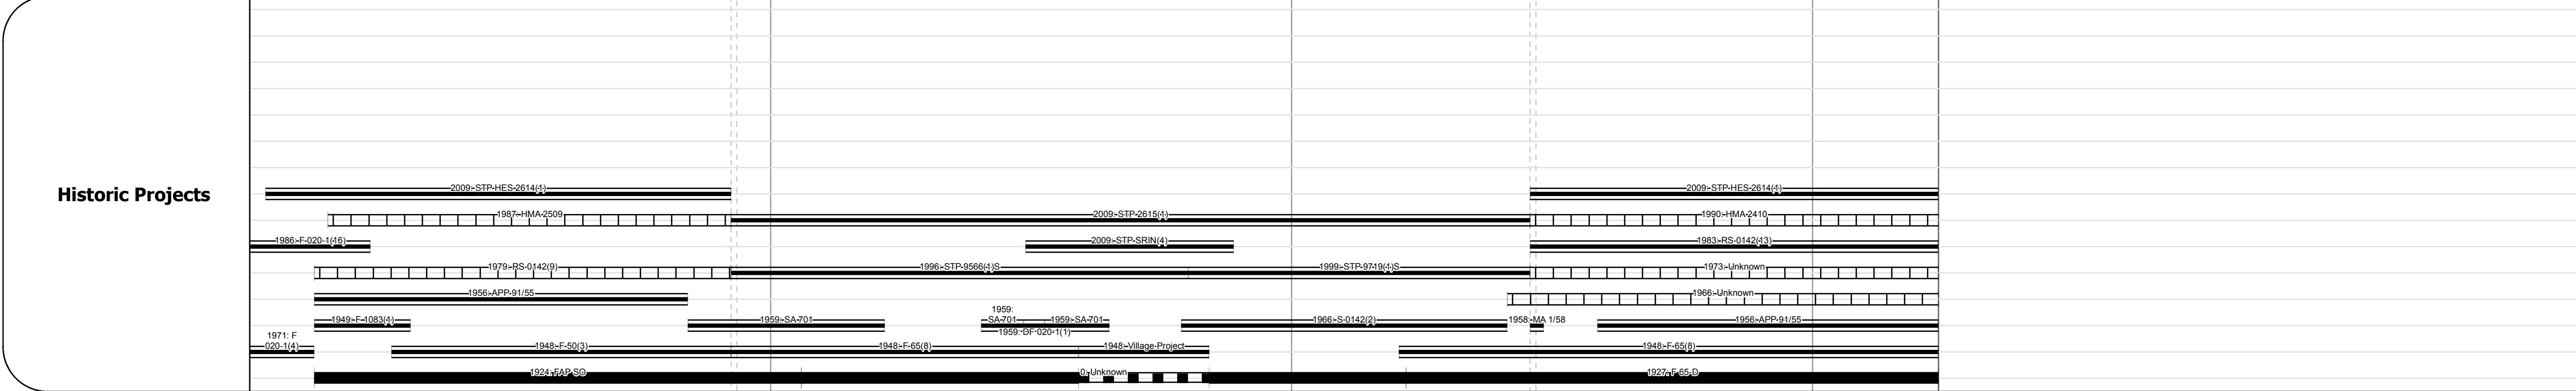 2009: STP-HES-2614(1)
2009: STP-HES-2614(1)
Historic Projects
1987: HMA-2509
2009: STP-2615(1)
1990: HMA-2410
1986: F-020-1(16)
2009: STP-SRIN(4)
1983: RS-0142(13)
1979: RS-0142(9)
1996: STP-9566(1)S
1999: STP-9719(1)S
1973: Unknown
1956: APP-91/55
1966: Unknown
1949: F-1083(1)
1959: SA-701
1959:
SA-701
1959: SA-701
1959: DF 020-1(1)
1966: S-0142(2)
1958: MA 1/58
1956: APP-91/55
1971: F
020-1(4)
1948: F-50(3)
1948: F-65(8)
1948: Village-Project
1948: F-65(8)
1924: FAP SO
0: Unknown
1927: F-65-D